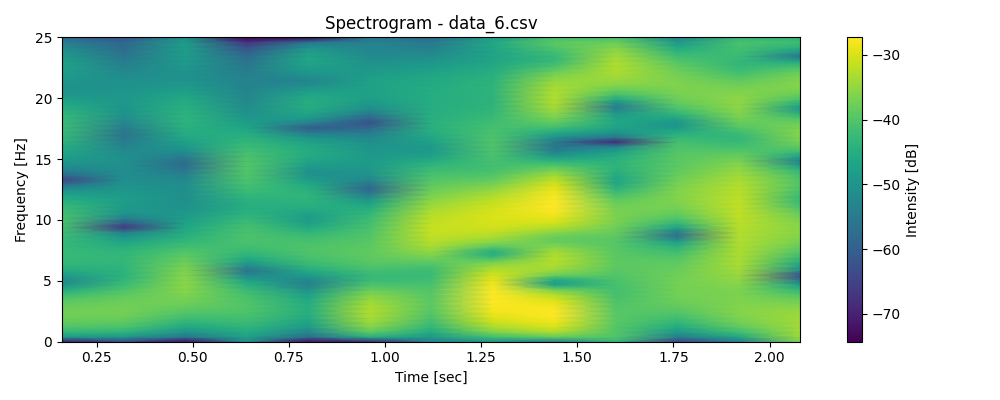 Spectrogram - data_6.csv
25
20
15
10
5
0
Frequency [Hz]
0.25 0.50 0.75 1.00 1.25 1.50 1.75 2.00
Time [sec]
−30
−40
−50
−60
−70
Intensity [dB]